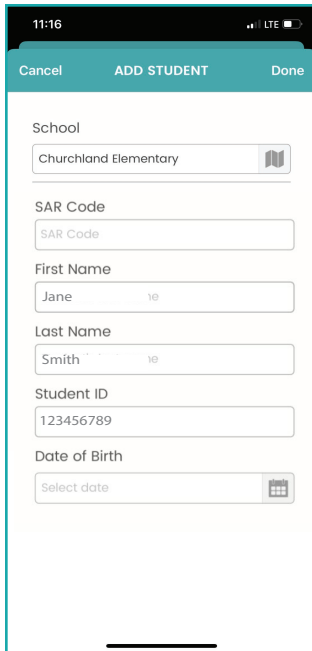 11:16 LTE
Cancel ADD STUDENT Done
School
Churchland Elementary
SAR Code
SAR Code
First Name
Jane
Last Name
Smith
Student ID
123456789
Date of Birth
Select date